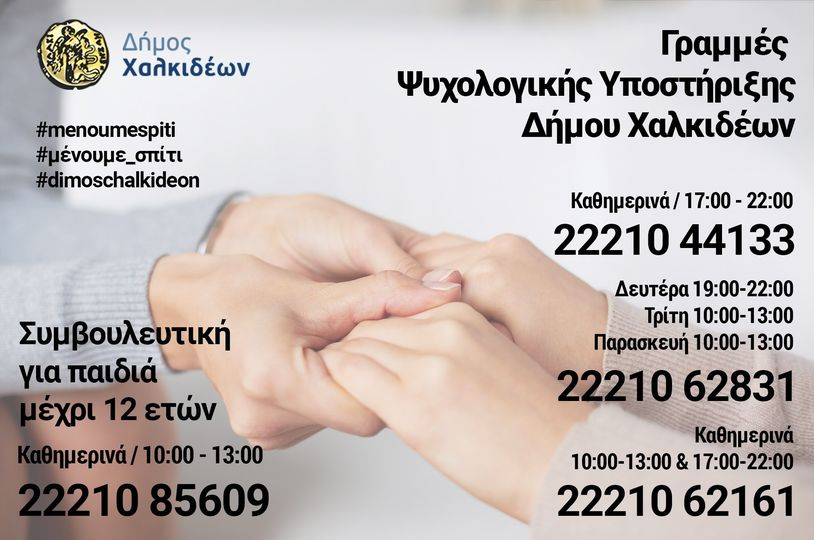 Δήμος
Χαλκιδέων
Γραμμές
Ψυχολογικής Υποστήριξης
Δήμου Χαλκιδέων
#menoumespiti
#μένουμε_σπίτι
#dimoschalkideon
Καθημερινά / 17:00 - 22:00
22210 44133
Δευτέρα 19:00-22:00
Τρίτη 10:00-13:00
Παρασκευή 10:00-13:00
22210 62831
Καθημερινά
10:00-13:00 & 17:00-22:00
22210 62161
Συμβουλευτική
για παιδιά
μέχρι 12 ετών
Καθημερινά / 10:00 - 13:00
22210 85609